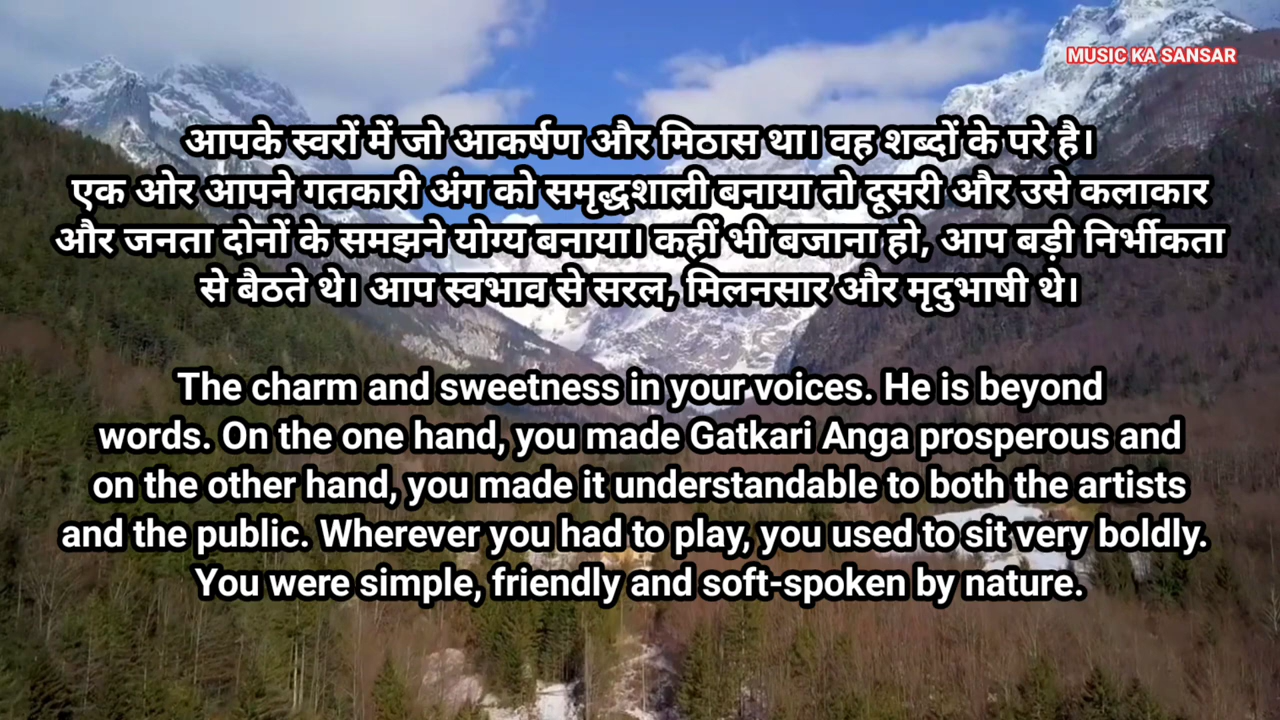 MUSIC KA SANSAR
आपके स्वरों में जो आकर्षण और मिठास था। वह शब्दों के परे है।
एक ओर आपने गतकारी अंग को समृद्धशाली बनाया तो दूसरी और उसे कलाकार
और जनता दोनों के समझने योग्य बनाया। कहीं भी बजाना हो, आप बड़ी निर्भीकता
से बैठते थे। आप स्वभाव से सरल, मिलनसार और मृदुभाषी थे।
The charm and sweetness in your voices. He is beyond
words. On the one hand, you made Gatkari Anga prosperous and
on the other hand, you made it understandable to both the artists
and the public. Wherever you had to play, you used to sit very boldly.
You were simple, friendly and soft-spoken by nature.